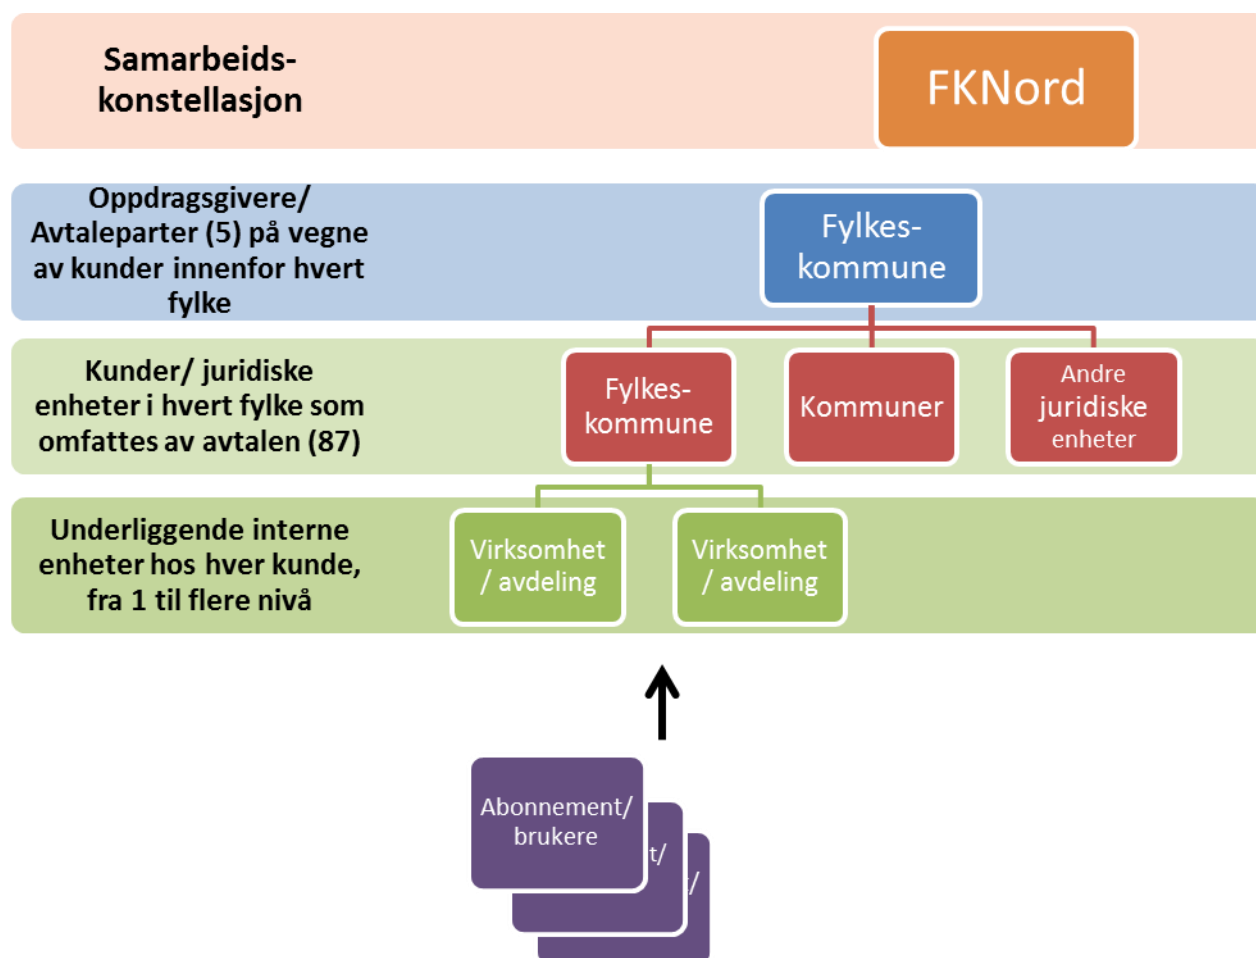 Samarbeids-
konstellasjon
FKNord
Oppdragsgivere/
Avtaleparter (5) på vegne
av kunder innenfor hvert
fylke
Fylkes-
kommune
Kunder/ juridiske
enheter i hvert fylke som
omfattes av avtalen (87)
Fylkes-
kommune
Kommuner
Andre
juridiske
enheter
Underliggende interne
enheter hos hver kunde,
fra 1 til flere nivå
Virksomhet
/ avdeling
Virksomhet
/ avdeling
Abonnement/
brukere
t/
/